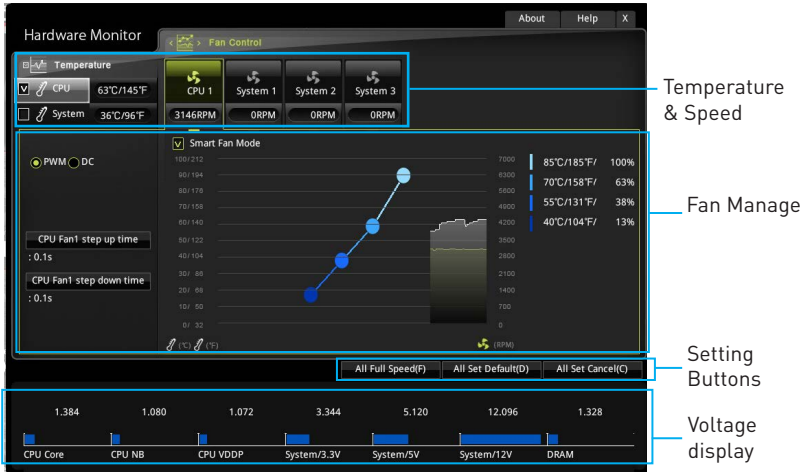 About Help X
Hardware Monitor
Fan Control
Temperature
CPU 63°C/145°F
System 36°C/96°F
CPU 1 System 1 System 2 System 3
3146RPM 0RPM 0RPM 0RPM
Temperature
& Speed
Smart Fan Mode
PWM DC
CPU Fan1 step up time
: 0.1s
CPU Fan1 step down time
: 0.1s
100/212 7000
90/194 6300
80/176 5600
70/158 4900
60/140 4200
50/122 3500
40/104 2800
30/ 86 2100
20/ 68 1400
10/ 50 700
0/ 32 0
(°C) (°F) (RPM)
85°C/185°F/ 100%
70°C/158°F/ 63%
55°C/131°F/ 38%
40°C/104°F/ 13%
Fan Manage
All Full Speed(F) All Set Default(D) All Set Cancel(C)
Setting
Buttons
1.384 1.080 1.072 3.344 5.120 12.096 1.328
CPU Core CPU NB CPU VDDP System/3.3V System/5V System/12V DRAM
Voltage
display